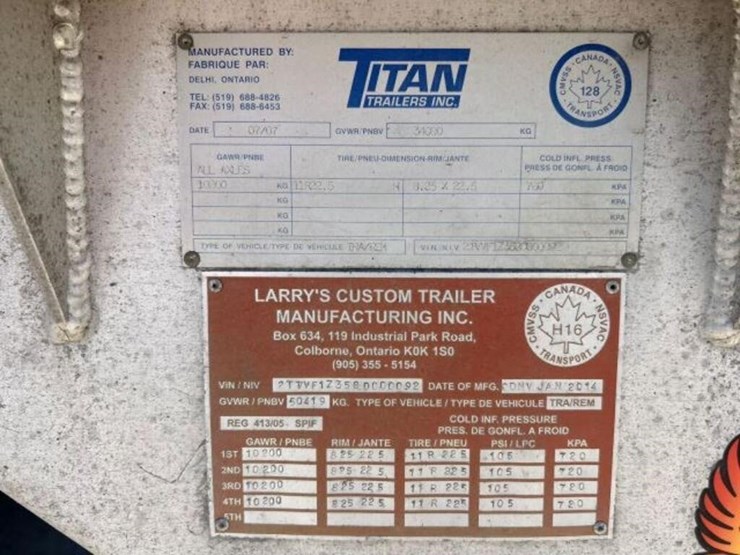 MANUFACTURED BY:
FABRIQUE PAR:
DELHI, ONTARIO
TEL: (519) 688-4826
FAX: (519) 688-6453
TITAN
TRAILERS INC.
CMVSS · CANADA · NSVAC
128
TRANSPORT
DATE 07/07 GVWR/PNBV 34000 KG
GAWR/PNBE TIRE/PNEU-DIMENSION-RIM/JANTE COLD INFL. PRESS.
PRESS DE GONFL. À FROID
ALL AXLES
KG 11R22.5 H 8.25 X 22.5 KPA
KG KPA
KG KPA
KG KPA
TYPE OF VEHICLE/TYPE DE VEHICULE V.I.N./N.I.V.
LARRY'S CUSTOM TRAILER
MANUFACTURING INC.
Box 634, 119 Industrial Park Road,
Colborne, Ontario K0K 1S0
(905) 355 - 5154
CMVSS · CANADA · NSVAC
H16
TRANSPORT
VIN / NIV DATE OF MFG. CONV JAN 2014
GVWR / PNBV 60419 KG. TYPE OF VEHICLE / TYPE DE VEHICULE TRA/REM
REG 413/05 SPIF
COLD INF. PRESSURE
PRES. DE GONFL. A FROID
GAWR / PNBE RIM / JANTE TIRE / PNEU PSI / LPC KPA
1ST 10200 825 22 5 11 R 22 5 105 720
2ND 10200 825 22 5 11 R 22 5 105 720
3RD 10200 825 22 5 11 R 22 5 105 720
4TH 10200 825 22 5 11 R 22 5 105 720
5TH